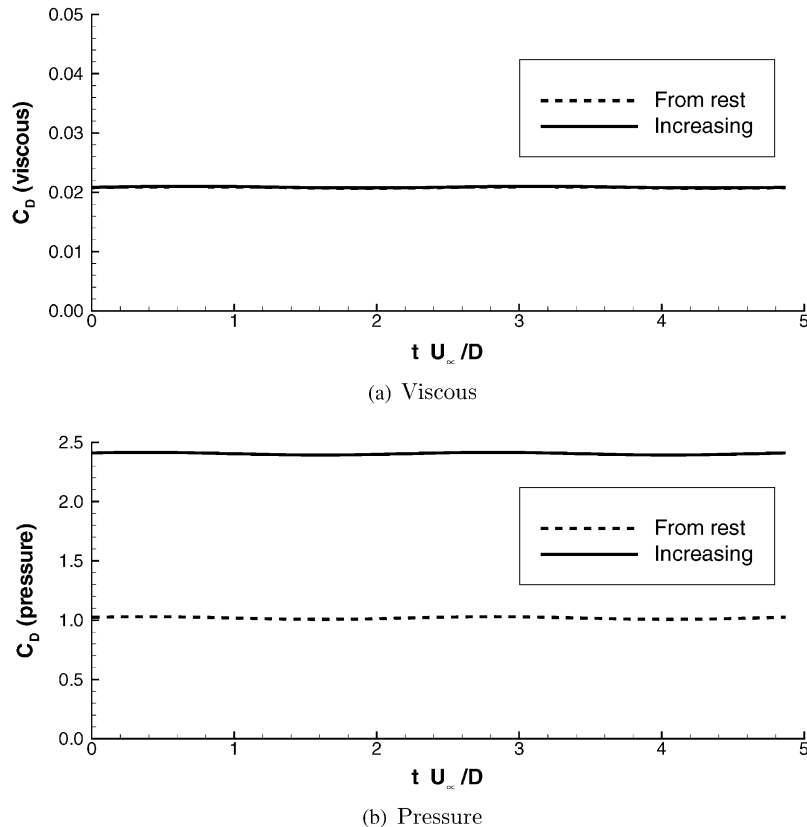 0.05
0.04
0.03
0.02
0.01
0.00
C_D (viscous)
From rest
Increasing
0 1 2 3 4 5
t U_∞ /D
(a) Viscous
2.5
2.0
1.5
1.0
0.5
0.0
C_D (pressure)
From rest
Increasing
0 1 2 3 4 5
t U_∞ /D
(b) Pressure